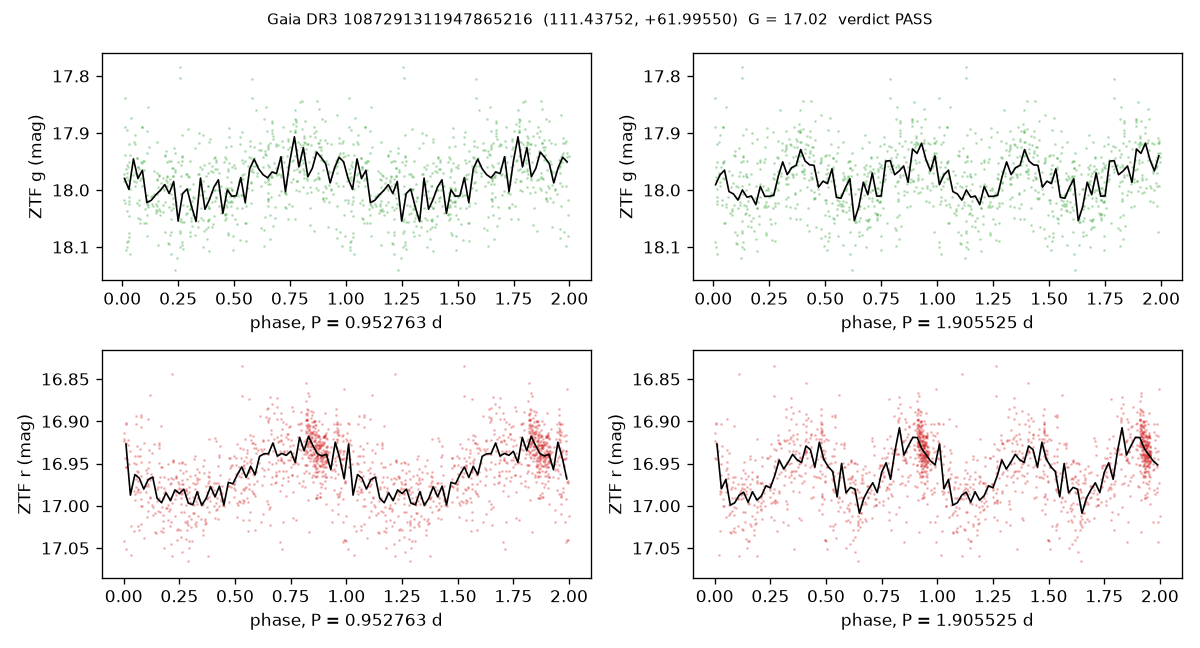 Gaia DR3 1087291311947865216 (111.43752, +61.99550) G = 17.02 verdict PASS
ZTF g (mag)
17.8
17.9
18.0
18.1
0.00 0.25 0.50 0.75 1.00 1.25 1.50 1.75 2.00
phase, P = 0.952763 d
ZTF g (mag)
17.8
17.9
18.0
18.1
0.00 0.25 0.50 0.75 1.00 1.25 1.50 1.75 2.00
phase, P = 1.905525 d
ZTF r (mag)
16.85
16.90
16.95
17.00
17.05
0.00 0.25 0.50 0.75 1.00 1.25 1.50 1.75 2.00
phase, P = 0.952763 d
ZTF r (mag)
16.85
16.90
16.95
17.00
17.05
0.00 0.25 0.50 0.75 1.00 1.25 1.50 1.75 2.00
phase, P = 1.905525 d